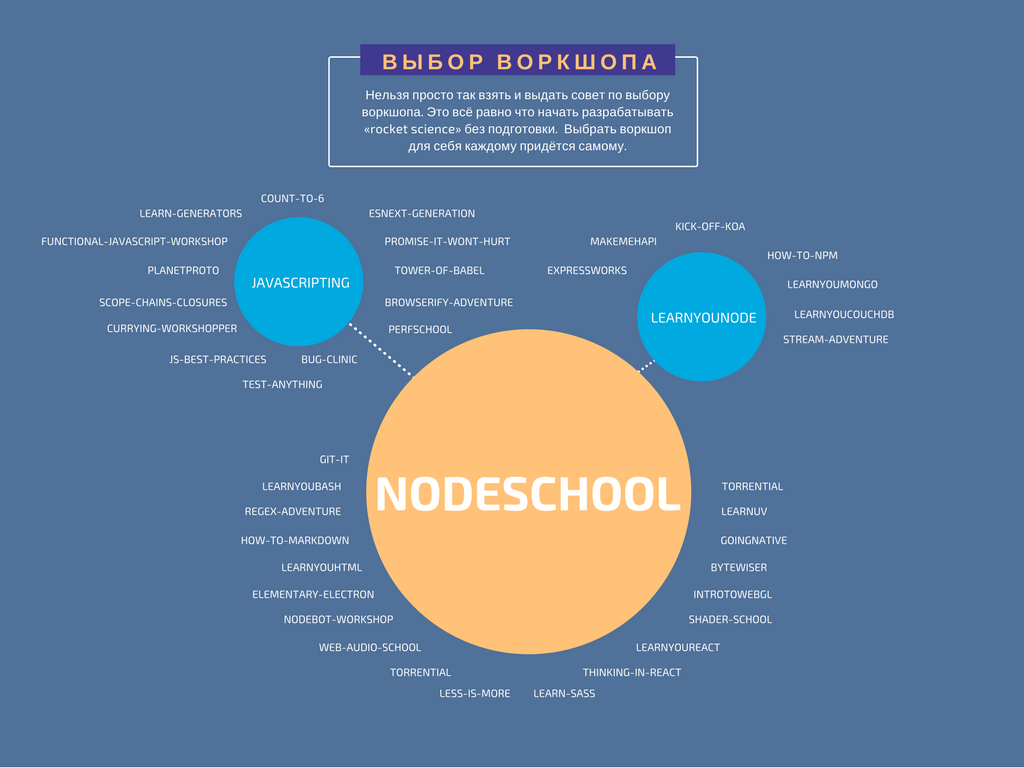 ВЫБОР ВОРКШОПА
Нельзя просто так взять и выдать совет по выбору
воркшопа. Это всё равно что начать разрабатывать
«rocket science» без подготовки. Выбрать воркшоп
для себя каждому придётся самому.
COUNT-TO-6
LEARN-GENERATORS
FUNCTIONAL-JAVASCRIPT-WORKSHOP
PLANETPROTO
SCOPE-CHAINS-CLOSURES
CURRYING-WORKSHOPPER
JS-BEST-PRACTICES
BUG-CLINIC
TEST-ANYTHING
JAVASCRIPTING
ESNEXT-GENERATION
PROMISE-IT-WONT-HURT
TOWER-OF-BABEL
BROWSERIFY-ADVENTURE
PERFSCHOOL
KICK-OFF-KOA
MAKEMEHAPI
EXPRESSWORKS
LEARNYOUNODE
HOW-TO-NPM
LEARNYOUMONGO
LEARNYOUCOUCHDB
STREAM-ADVENTURE
NODESCHOOL
GIT-IT
LEARNYOUBASH
REGEX-ADVENTURE
HOW-TO-MARKDOWN
LEARNYOUHTML
ELEMENTARY-ELECTRON
NODEBOT-WORKSHOP
WEB-AUDIO-SCHOOL
TORRENTIAL
LESS-IS-MORE
LEARN-SASS
TORRENTIAL
LEARNUV
GOINGNATIVE
BYTEWISER
INTROTOWEBGL
SHADER-SCHOOL
LEARNYOUREACT
THINKING-IN-REACT